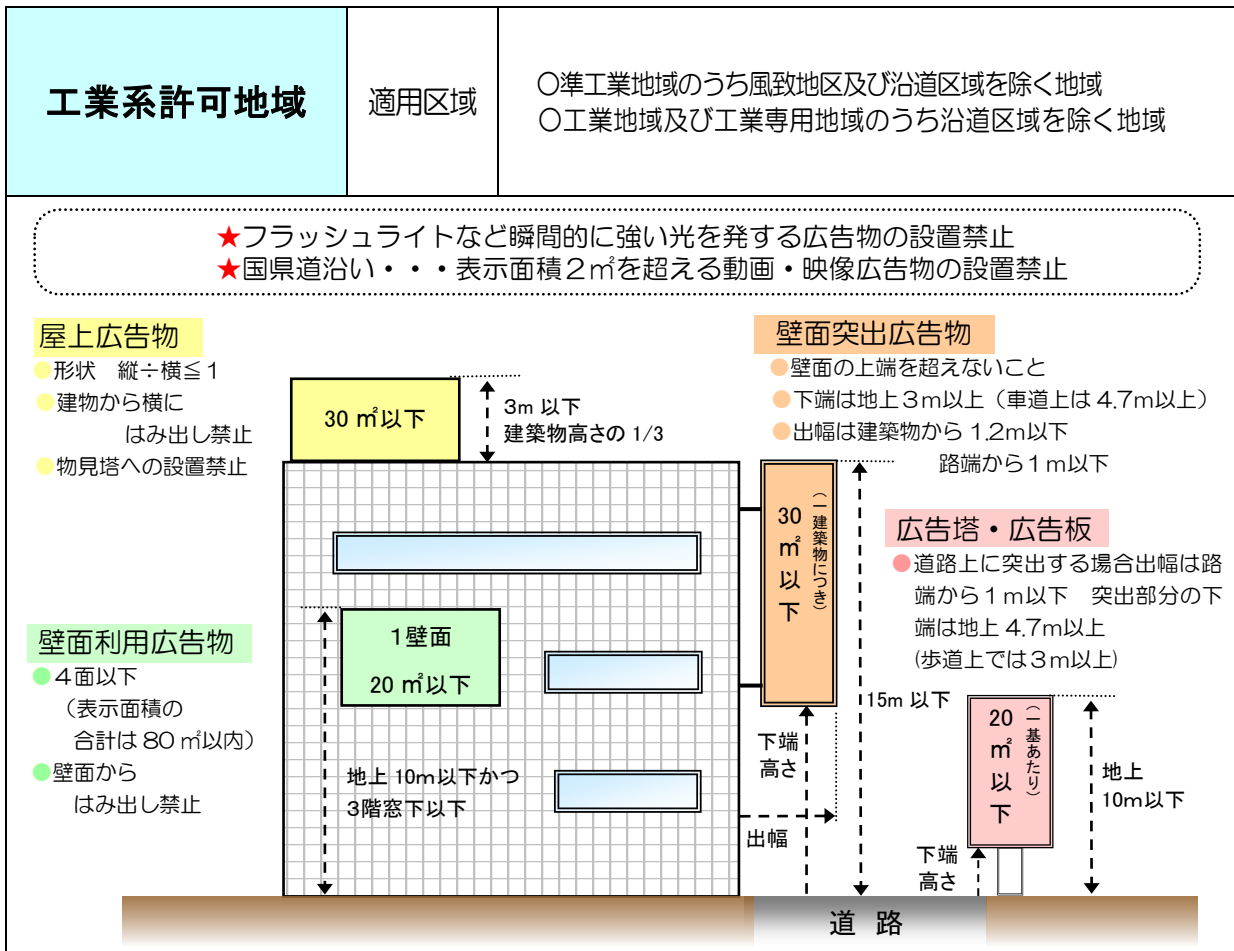 工業系許可地域
適用区域
○準工業地域のうち風致地区及び沿道区域を除く地域
○工業地域及び工業専用地域のうち沿道区域を除く地域
★フラッシュライトなど瞬間的に強い光を発する広告物の設置禁止
★国県道沿い・・・表示面積2㎡を超える動画・映像広告物の設置禁止
屋上広告物
●形状　縦÷横≦1
●建物から横に
はみ出し禁止
●物見塔への設置禁止
30 ㎡以下
3m 以下
建築物高さの 1/3
壁面突出広告物
●壁面の上端を超えないこと
●下端は地上3m以上（車道上は 4.7m以上）
●出幅は建築物から 1.2m以下
路端から1m以下
30㎡以下
（一建築物につき）
広告塔・広告板
●道路上に突出する場合出幅は路
端から1m以下　突出部分の下
端は地上 4.7m以上
(歩道上では3m以上)
壁面利用広告物
●4面以下
（表示面積の
合計は 80 ㎡以内）
●壁面から
はみ出し禁止
1壁面
20 ㎡以下
地上 10m以下かつ
3階窓下以下
下端
高さ
出幅
15m 以下
20㎡以下
（一基あたり）
地上
10m以下
下端
高さ
道 路